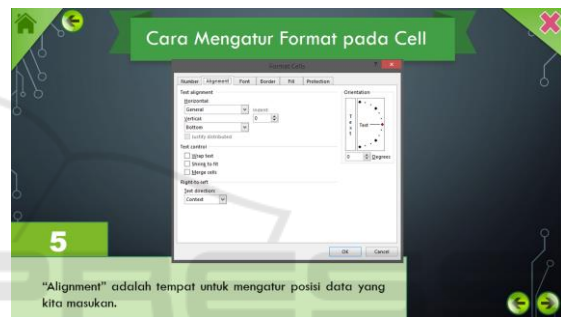 Cara Mengatur Format pada Cell
Format Cells
Number Alignment Font Border Fill Protection
Text alignment
Orientation
Horizontal
General
Indent
Vertical
0
Bottom
Justify distributed
Text
Text
Text control
Wrap text
Shrink to fit
Merge cells
0 Degrees
Right-to-left
Text direction
Context
OK Cancel
5
"Alignment" adalah tempat untuk mengatur posisi data yang
kita masukan.